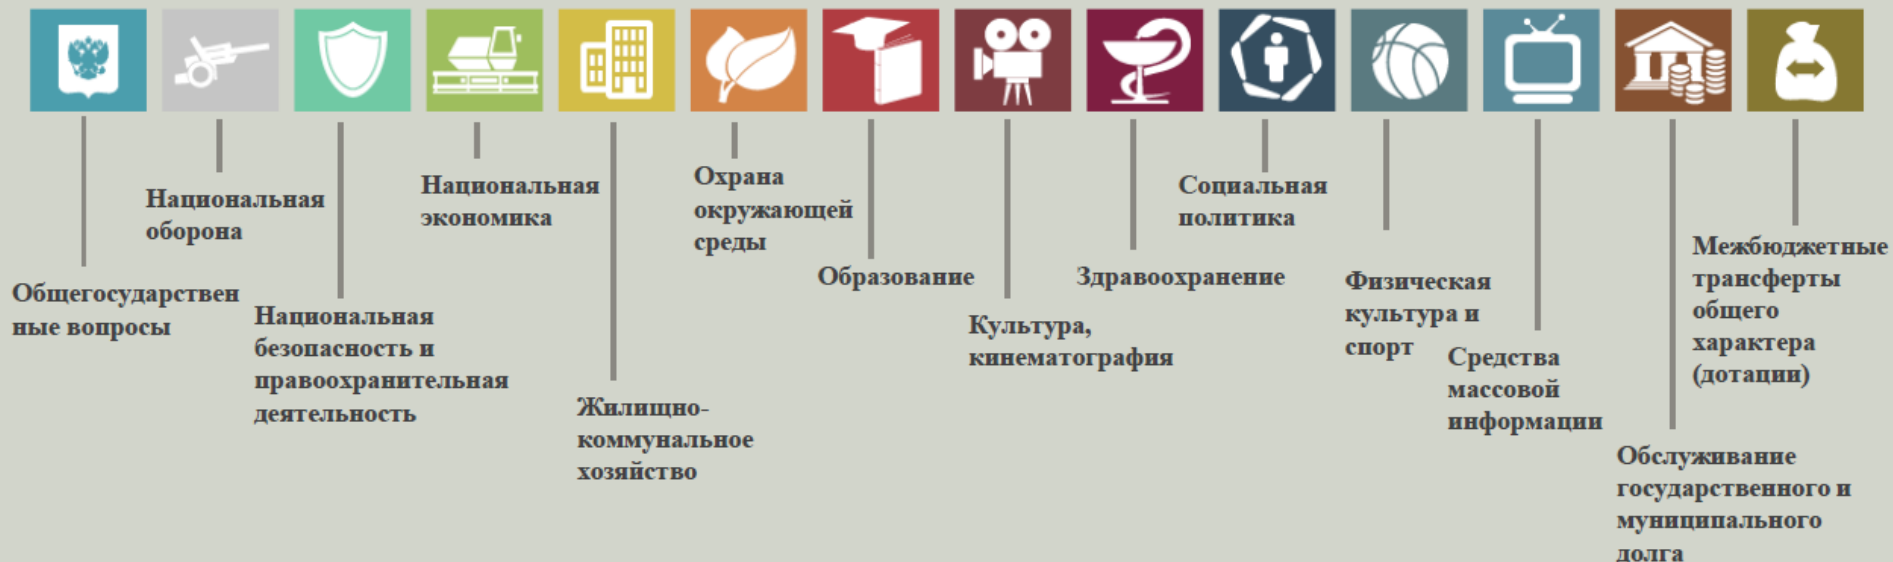 Общегосударствен
ные вопросы
Национальная
оборона
Национальная
безопасность и
правоохранительная
деятельность
Национальная
экономика
Жилищно-
коммунальное
хозяйство
Охрана
окружающей
среды
Образование
Культура,
кинематография
Здравоохранение
Социальная
политика
Физическая
культура и
спорт
Средства
массовой
информации
Обслуживание
государственного и
муниципального
долга
Межбюджетные
трансферты
общего
характера
(дотации)